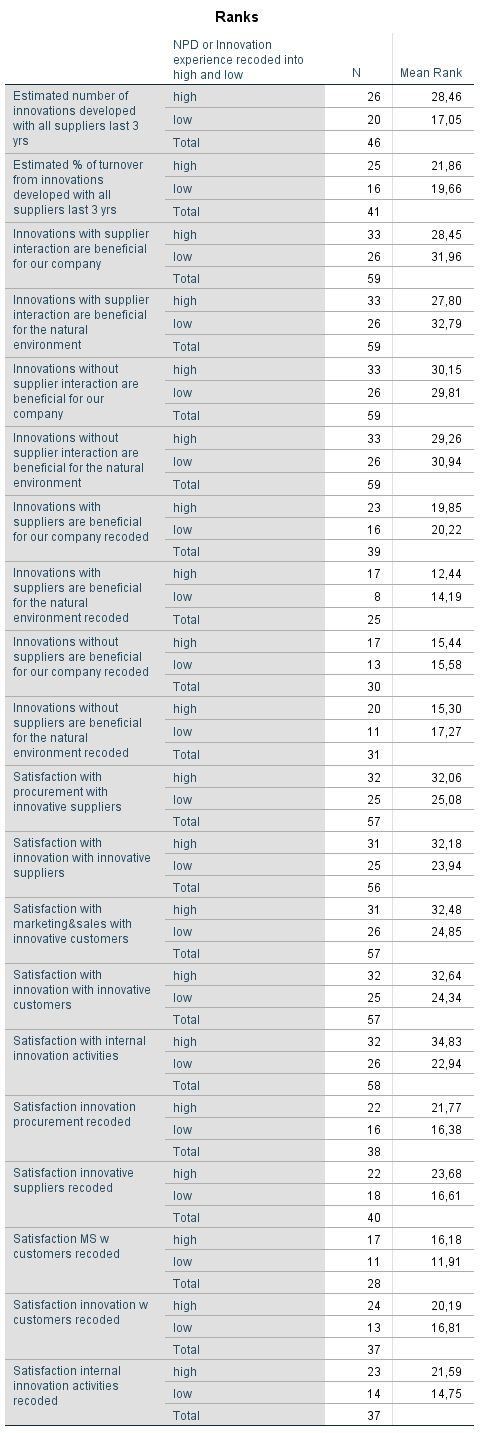 Ranks
NPD or Innovation
experience recoded into
high and low N Mean Rank
Estimated number of
innovations developed
with all suppliers last 3
yrs
high 26 28,46
low 20 17,05
Total 46
Estimated % of turnover
from innovations
developed with all
suppliers last 3 yrs
high 25 21,86
low 16 19,66
Total 41
Innovations with supplier
interaction are beneficial
for our company
high 33 28,45
low 26 31,96
Total 59
Innovations with supplier
interaction are beneficial
for the natural
environment
high 33 27,80
low 26 32,79
Total 59
Innovations without
supplier interaction are
beneficial for our
company
high 33 30,15
low 26 29,81
Total 59
Innovations without
supplier interaction are
beneficial for the natural
environment
high 33 29,26
low 26 30,94
Total 59
Innovations with
suppliers are beneficial
for our company recoded
high 23 19,85
low 16 20,22
Total 39
Innovations with
suppliers are beneficial
for the natural
environment recoded
high 17 12,44
low 8 14,19
Total 25
Innovations without
suppliers are beneficial
for our company recoded
high 17 15,44
low 13 15,58
Total 30
Innovations without
suppliers are beneficial
for the natural
environment recoded
high 20 15,30
low 11 17,27
Total 31
Satisfaction with
procurement with
innovative suppliers
high 32 32,06
low 25 25,08
Total 57
Satisfaction with
innovation with innovative
suppliers
high 31 32,18
low 25 23,94
Total 56
Satisfaction with
marketing&sales with
innovative customers
high 31 32,48
low 26 24,85
Total 57
Satisfaction with
innovation with innovative
customers
high 32 32,64
low 25 24,34
Total 57
Satisfaction with internal
innovation activities
high 32 34,83
low 26 22,94
Total 58
Satisfaction innovation
procurement recoded
high 22 21,77
low 16 16,38
Total 38
Satisfaction innovative
suppliers recoded
high 22 23,68
low 18 16,61
Total 40
Satisfaction MS w
customers recoded
high 17 16,18
low 11 11,91
Total 28
Satisfaction innovation w
customers recoded
high 24 20,19
low 13 16,81
Total 37
Satisfaction internal
innovation activities
recoded
high 23 21,59
low 14 14,75
Total 37